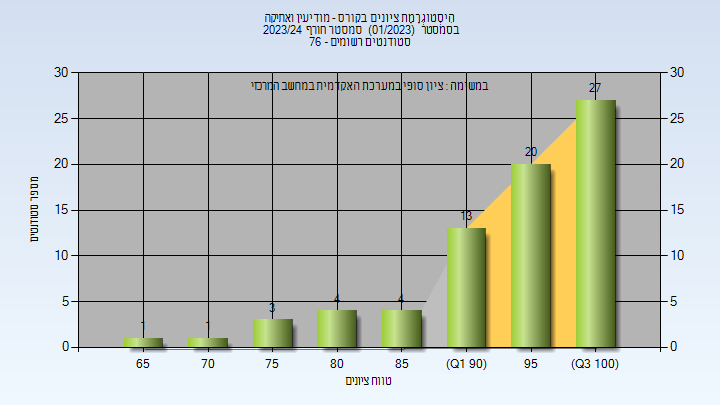 היסטוגרמת ציונים בקורס - מודיעין ואתיקה
בסמסטר (01/2023) סמסטר חורף 2023/24
סטודנטים רשומים - 76
במשימה : ציון סופי במערכת האקדמית במחשב המרכזי
30 30
25 25
20 20
15 15
10 10
5 5
0 0
1 1 3 4 4 13 20 27
65 70 75 80 85 (Q1 90) 95 (Q3 100)
מספר סטודנטים
טווח ציונים